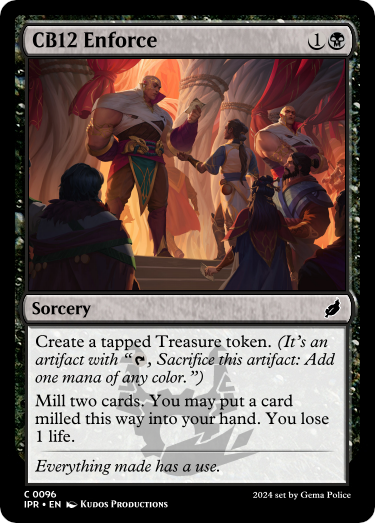 CB12 Enforce
1
Sorcery
Create a tapped Treasure token. (It's an
artifact with “T, Sacrifice this artifact: Add
one mana of any color.”)
Mill two cards. You may put a card
milled this way into your hand. You lose
1 life.
Everything made has a use.
C 0096
IPR • EN Kudos Productions
2024 set by Gema Police